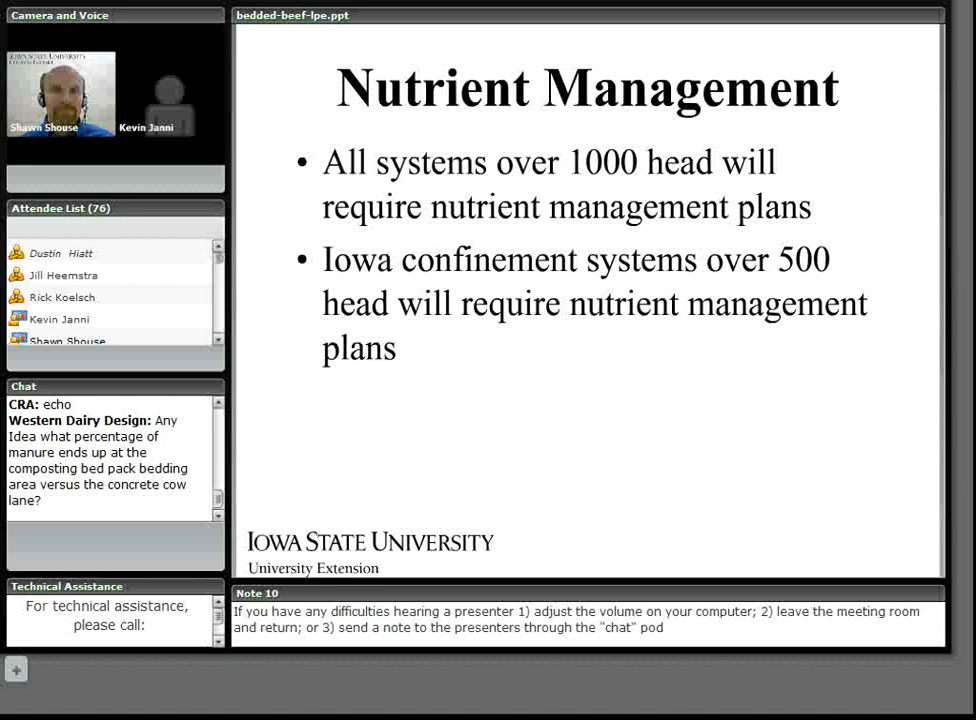 Camera and Voice
IOWA STATE UNIVERSITY
Shawn Shouse
Kevin Janni
Attendee List (76)
Dustin Hiatt
Jill Heemstra
Rick Koelsch
Kevin Janni
Shawn Shouse
Chat
CRA: echo
Western Dairy Design: Any
Idea what percentage of
manure ends up at the
composting bed pack bedding
area versus the concrete cow
lane?
Technical Assistance
For technical assistance,
please call:
bedded-beef-lpe.ppt
Nutrient Management
• All systems over 1000 head will
require nutrient management plans
• Iowa confinement systems over 500
head will require nutrient management
plans
IOWA STATE UNIVERSITY
University Extension
Note 10
If you have any difficulties hearing a presenter 1) adjust the volume on your computer; 2) leave the meeting room
and return; or 3) send a note to the presenters through the "chat" pod